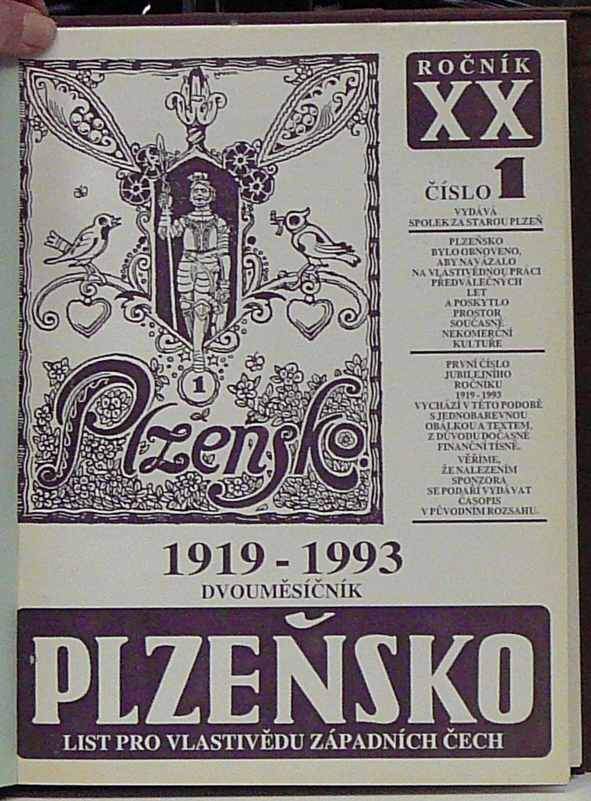 ROČNÍK
XX
ČÍSLO 1
VYDÁVÁ
SPOLEK ZA STAROU PLZEŇ
PLZEŇSKO
BYLO OBNOVENO,
ABY NAVÁZALO
NA VLASTIVĚDNOU PRÁCI
PŘEDVÁLEČNÝCH
LET
A POSKYTLO
PROSTOR
SOUČASNÉ
NEKOMERČNÍ
KULTUŘE
PRVNÍ ČÍSLO
JUBILEJNÍHO
ROČNÍKU
1919 - 1993
VYCHÁZÍ V TÉTO PODOBĚ
S JEDNOBAREVNOU
OBÁLKOU A TEXTEM,
Z DŮVODU DOČASNÉ
FINANČNÍ TÍSNĚ.
VĚŘÍME,
ŽE NALEZENÍM
SPONZORA
SE PODAŘÍ VYDÁVAT
ČASOPIS
V PŮVODNÍM ROZSAHU.
1
Plzeňsko.
1919 - 1993
DVOUMĚSÍČNÍK
PLZEŇSKO
LIST PRO VLASTIVĚDU ZÁPADNÍCH ČECH